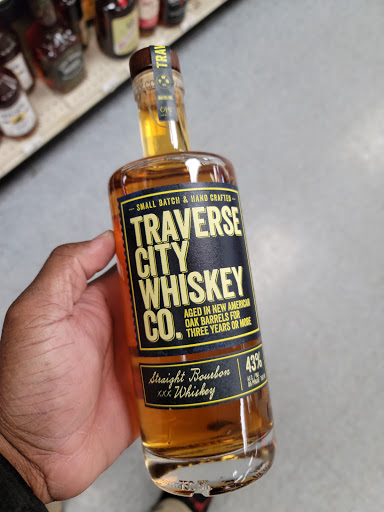 TRAVERSE
SMALL BATCH & HAND CRAFTED
TRAVERSE
CITY
WHISKEY
CO.
AGED IN NEW AMERICAN
OAK BARRELS FOR
THREE YEARS OR MORE
43%
Straight Bourbon
XXX Whiskey